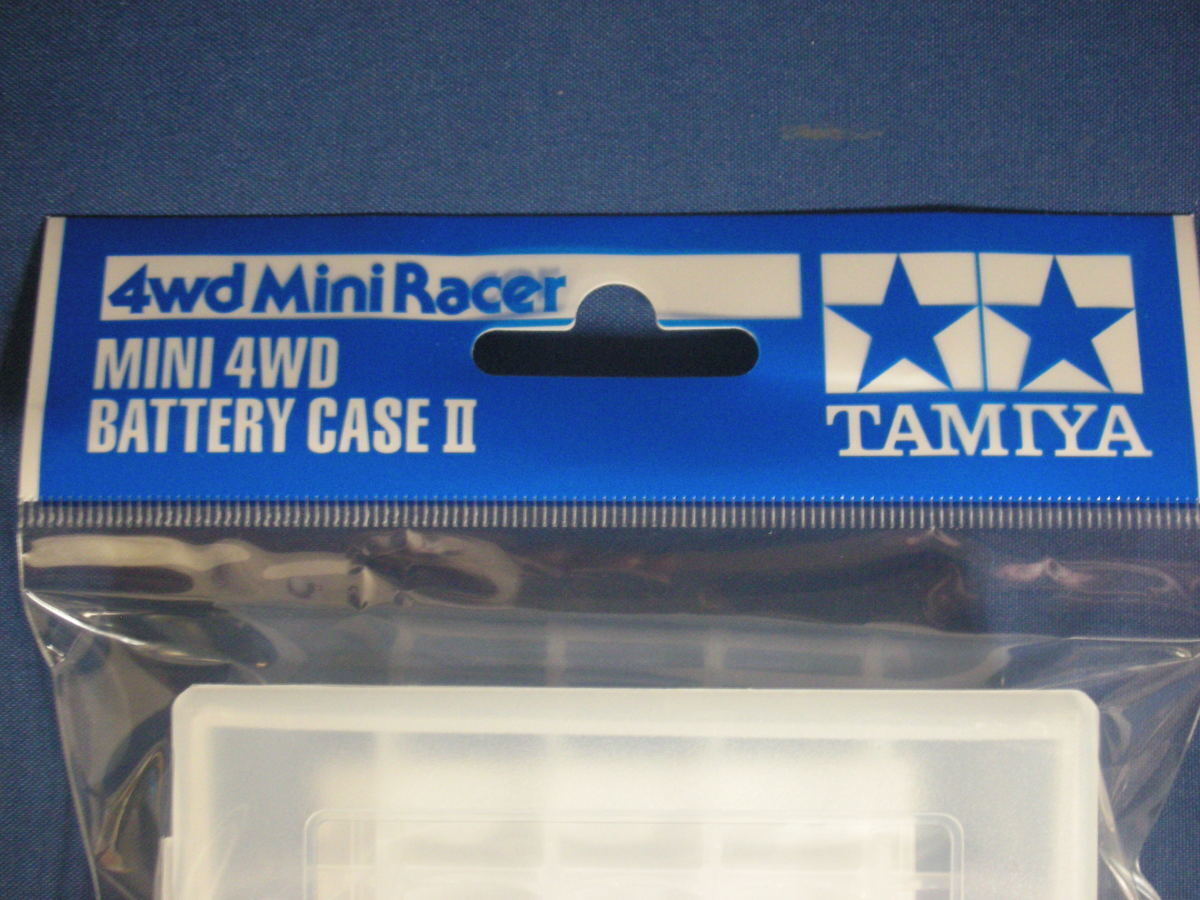 4wd Mini Racer
MINI 4WD
BATTERY CASE II
TAMIYA